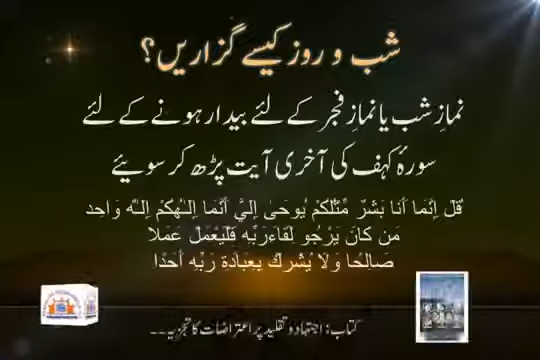 شب و روز کیسے گزاریں؟
نمازِ شب یا نمازِ فجر کے لئے بیدار ہونے کے لئے
سورۂ کہف کی آخری آیت پڑھ کر سویئے
قُلْ إِنَّمَا أَنَا بَشَرٌ مِّثْلُكُمْ يُوحَىٰ إِلَيَّ أَنَّمَا إِلَـٰهُكُمْ إِلَـٰهٌ وَاحِد
مَن كَانَ يَرْجُو لِقَاءَرَبِّهِ فَلْيَعْمَلْ عَمَلًا
صَالِحًا وَلَا يُشْرِكْ بِعِبَادَةِ رَبِّهِ أَحَدًا
کتاب: اجتہاد و تقلید پر اعتراضات کا تجزیہ۔۔۔